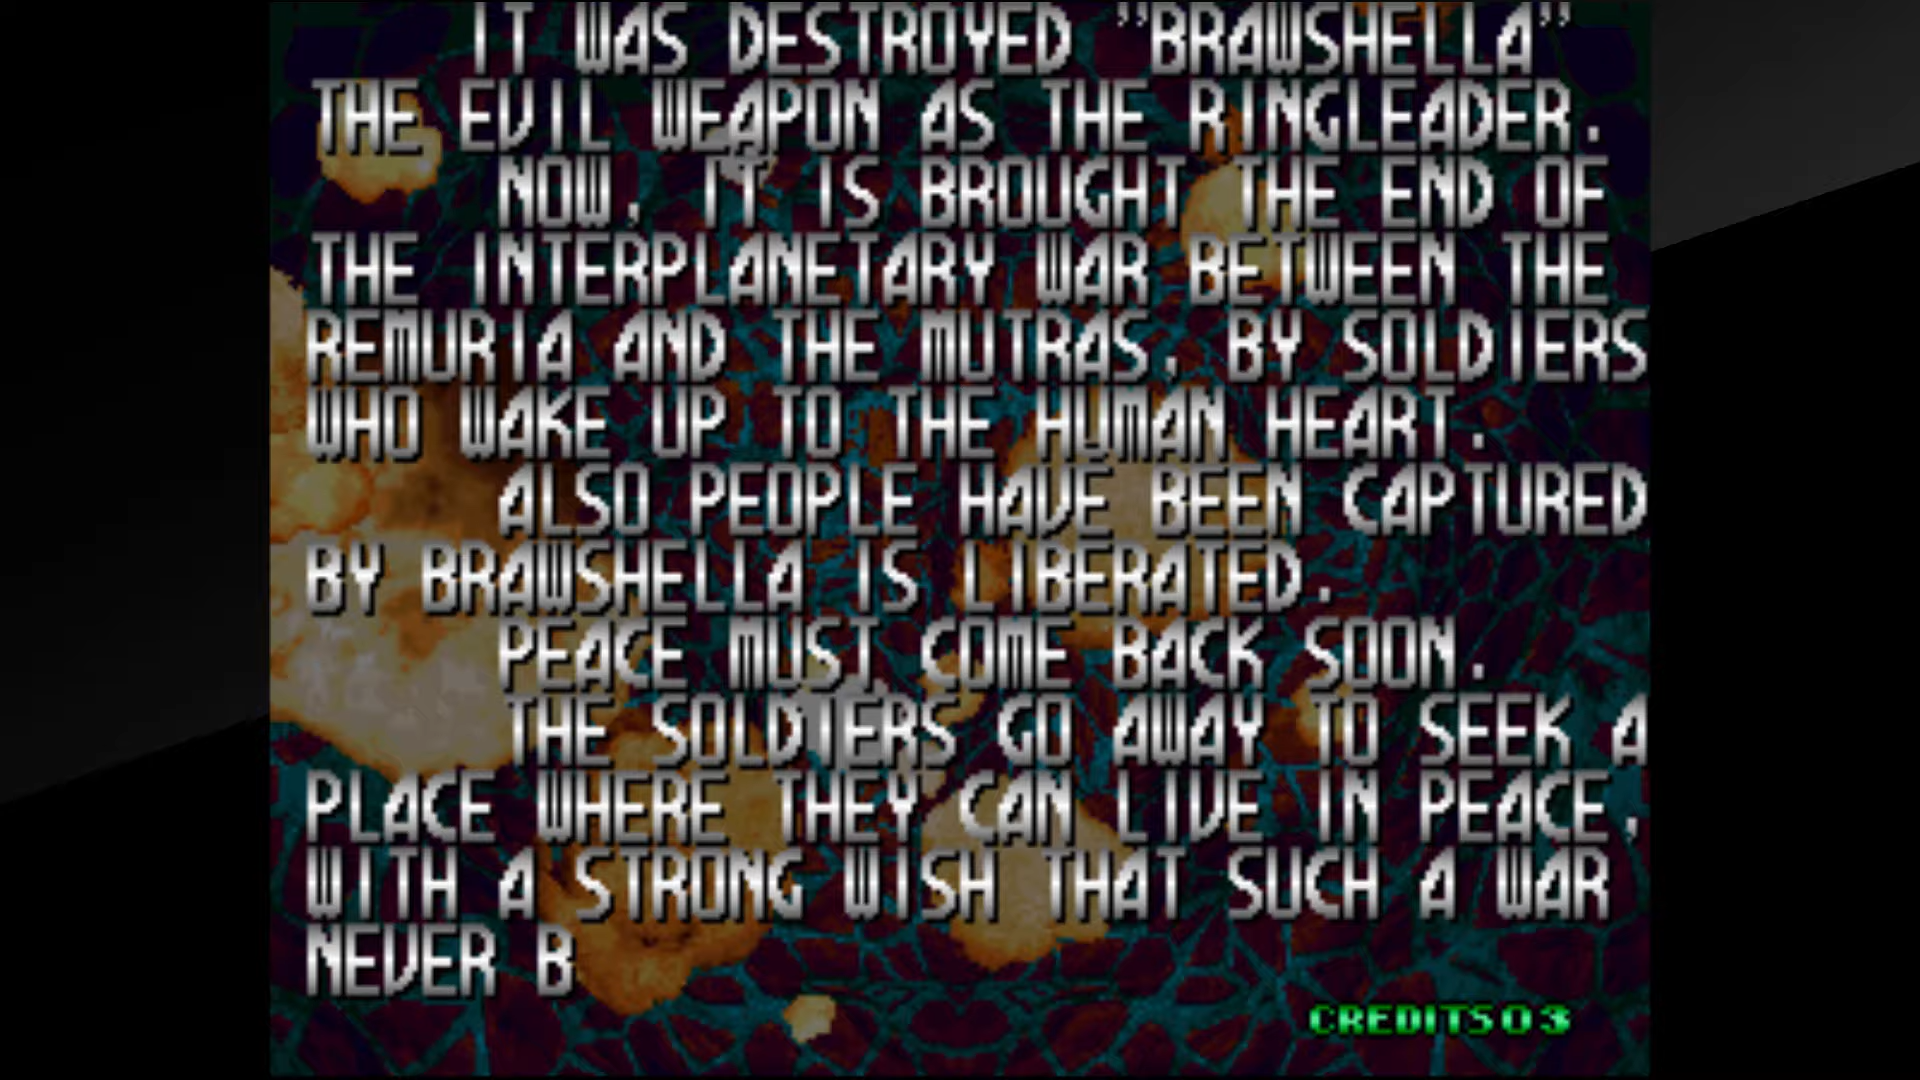 IT WAS DESTROYED "BRAWSHELLA"
THE EVIL WEAPON AS THE RINGLEADER.
NOW, IT IS BROUGHT THE END OF
THE INTERPLANETARY WAR BETWEEN THE
REMURIA AND THE MUTRAS, BY SOLDIERS
WHO WAKE UP TO THE HUMAN HEART.
ALSO PEOPLE HAVE BEEN CAPTURED
BY BRAWSHELLA IS LIBERATED.
PEACE MUST COME BACK SOON.
THE SOLDIERS GO AWAY TO SEEK A
PLACE WHERE THEY CAN LIVE IN PEACE,
WITH A STRONG WISH THAT SUCH A WAR
NEVER B
CREDITS 03